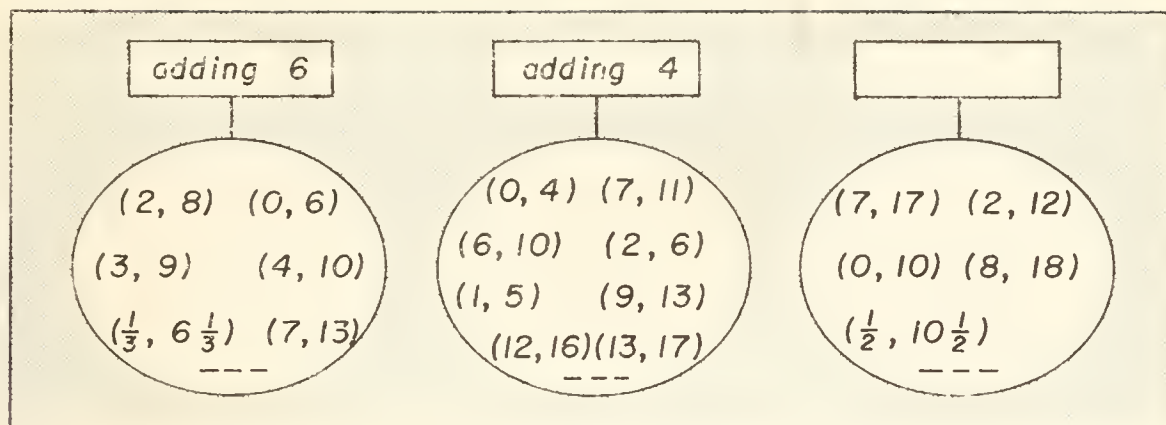 adding 6
adding 4
(2, 8) (0, 6)
(3, 9) (4, 10)
(1/3, 6 1/3) (7, 13)
---
(0, 4) (7, 11)
(6, 10) (2, 6)
(1, 5) (9, 13)
(12, 16)(13, 17)
---
(7, 17) (2, 12)
(0, 10) (8, 18)
(1/2, 10 1/2)
---